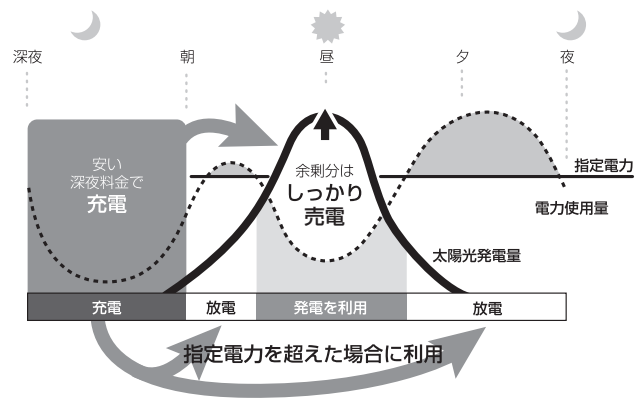 深夜
朝
昼
夕
夜
安い
深夜料金で
充電
余剰分は
しっかり
売電
指定電力
電力使用量
太陽光発電量
充電
放電
発電を利用
放電
指定電力を超えた場合に利用